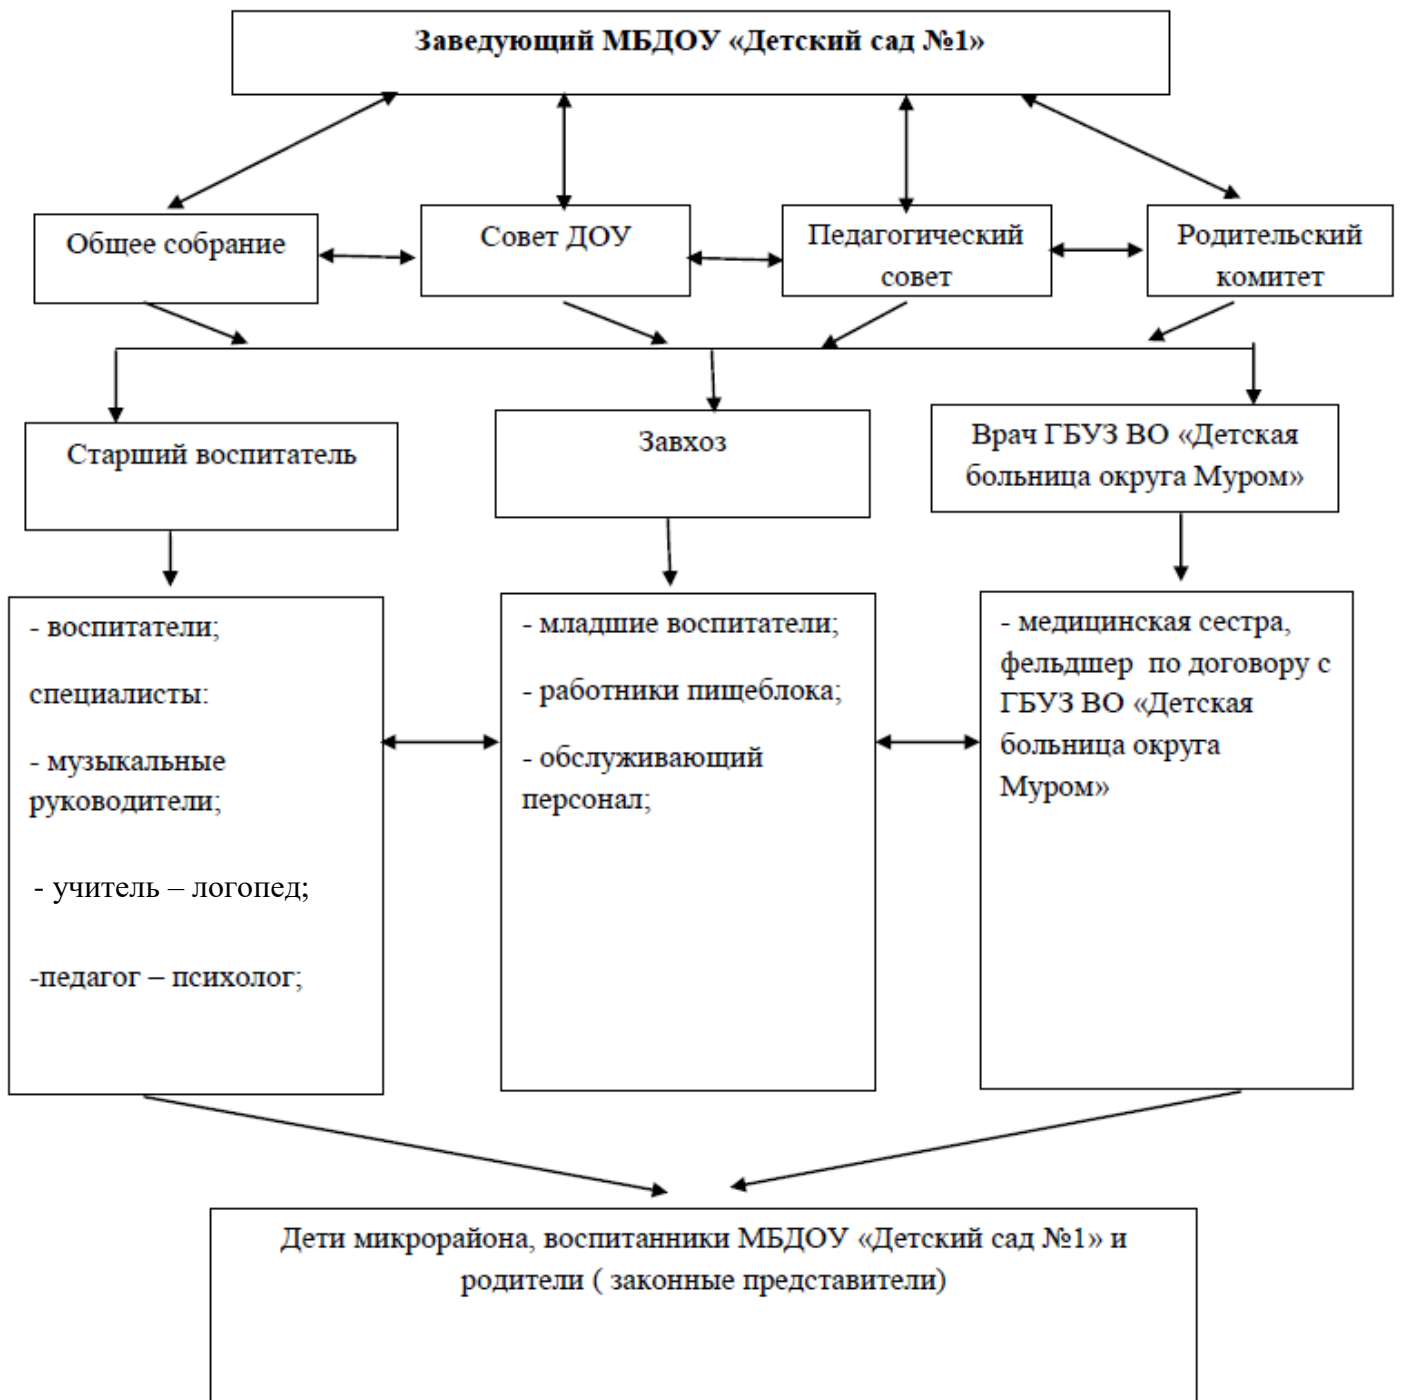 Заведующий МБДОУ «Детский сад №1»
Общее собрание
Совет ДОУ
Педагогический
совет
Родительский
комитет
Старший воспитатель
Завхоз
Врач ГБУЗ ВО «Детская
больница округа Муром»
- воспитатели;
специалисты:
- музыкальные
руководители;
- учитель – логопед;
-педагог – психолог;
- младшие воспитатели;
- работники пищеблока;
- обслуживающий
персонал;
- медицинская сестра,
фельдшер по договору с
ГБУЗ ВО «Детская
больница округа
Муром»
Дети микрорайона, воспитанники МБДОУ «Детский сад №1» и
родители ( законные представители)